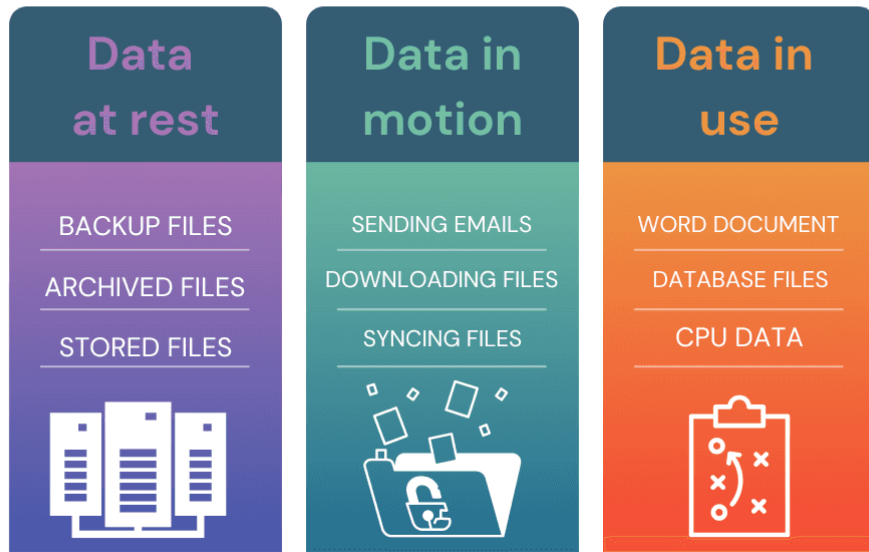 Data
at rest
BACKUP FILES
ARCHIVED FILES
STORED FILES
Data in
motion
SENDING EMAILS
DOWNLOADING FILES
SYNCING FILES
Data in
use
WORD DOCUMENT
DATABASE FILES
CPU DATA